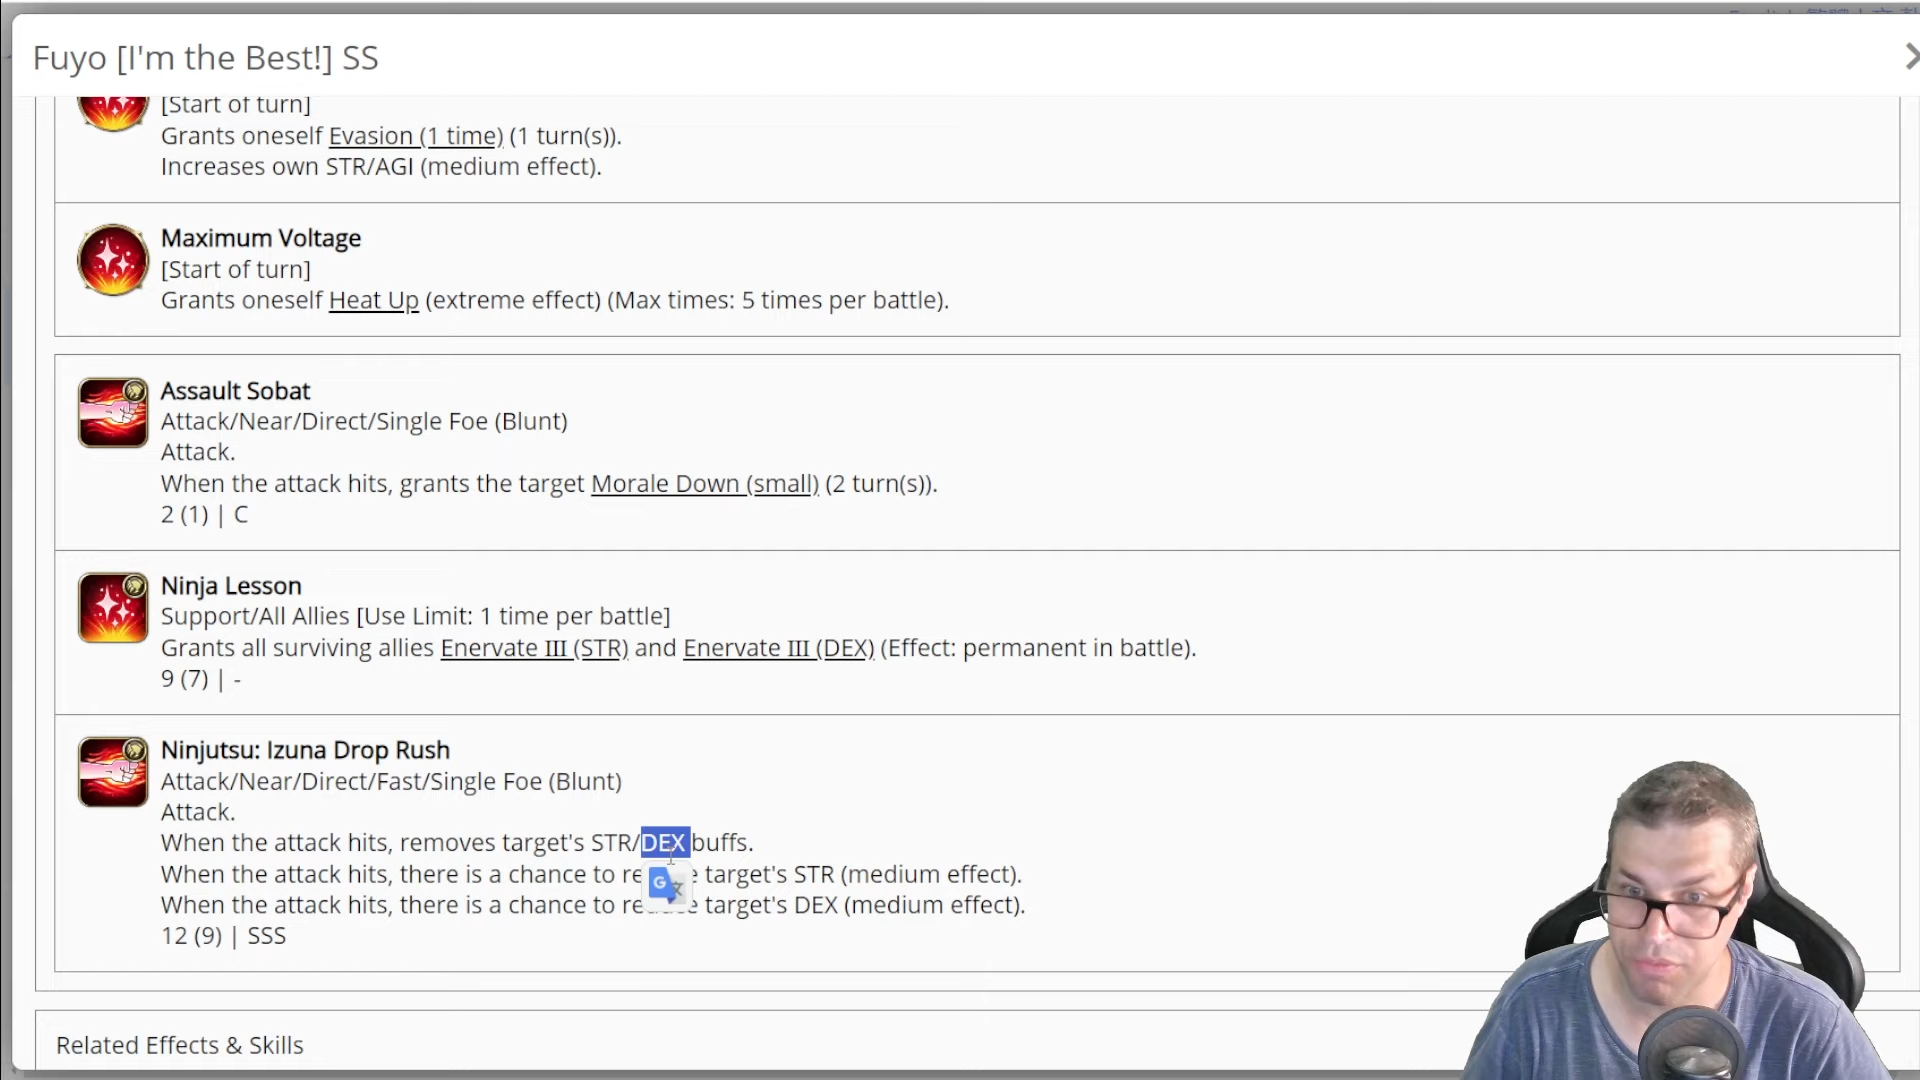 Fuyo [I'm the Best!] SS
[Start of turn]
Grants oneself Evasion (1 time) (1 turn(s)).
Increases own STR/AGI (medium effect).
Maximum Voltage
[Start of turn]
Grants oneself Heat Up (extreme effect) (Max times: 5 times per battle).
Assault Sobat
Attack/Near/Direct/Single Foe (Blunt)
Attack.
When the attack hits, grants the target Morale Down (small) (2 turn(s)).
2 (1) | C
Ninja Lesson
Support/All Allies [Use Limit: 1 time per battle]
Grants all surviving allies Enervate III (STR) and Enervate III (DEX) (Effect: permanent in battle).
9 (7) | -
Ninjutsu: Izuna Drop Rush
Attack/Near/Direct/Fast/Single Foe (Blunt)
Attack.
When the attack hits, removes target's STR/DEX buffs.
When the attack hits, there is a chance to target's STR (medium effect).
When the attack hits, there is a chance to target's DEX (medium effect).
12 (9) | SSS
Related Effects & Skills